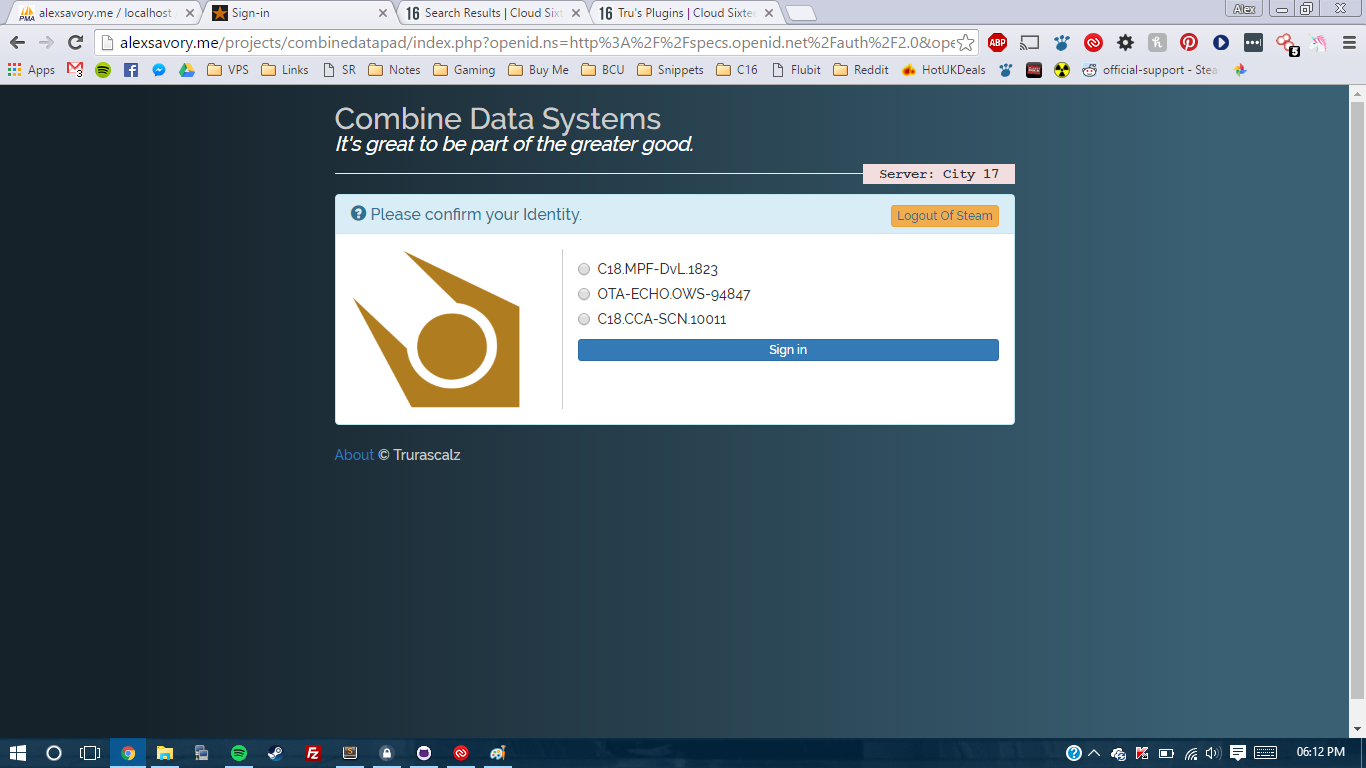 alexsavory.me / localhost
Sign-in
16 Search Results | Cloud Sixt
16 Tru's Plugins | Cloud Sixtee
Alex
alexsavory.me/projects/combinedatapad/index.php?openid.ns=http%3A%2F%2Fspecs.openid.net%2Fauth%2F2.0&ope
ABP
5
Apps
3
VPS
Links
SR
Notes
Gaming
Buy Me
BCU
Snippets
C16
Flubit
Reddit
HotUKDeals
official-support - Stea
Combine Data Systems
It's great to be part of the greater good.
Server: City 17
? Please confirm your Identity.
Logout Of Steam
C18.MPF-DvL.1823
OTA-ECHO.OWS-94847
C18.CCA-SCN.10011
Sign in
About © Trurascalz
Fz
06:12 PM